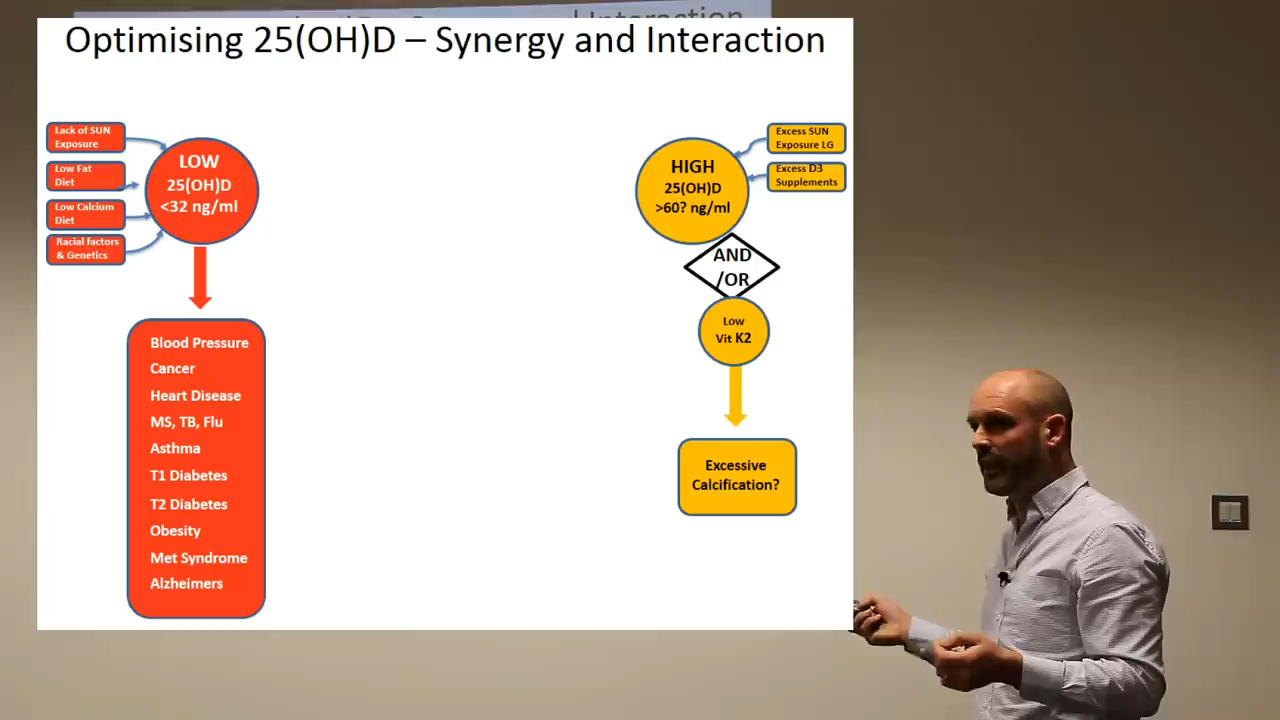 Optimising 25(OH)D – Synergy and Interaction
Lack of SUN
Exposure
Low Fat
Diet
Low Calcium
Diet
Racial factors
& Genetics
LOW
25(OH)D
<32 ng/ml
Blood Pressure
Cancer
Heart Disease
MS, TB, Flu
Asthma
T1 Diabetes
T2 Diabetes
Obesity
Met Syndrome
Alzheimers
HIGH
25(OH)D
>60? ng/ml
Excess SUN
Exposure LG
Excess D3
Supplements
AND
/OR
Low
Vit K2
Excessive
Calcification?